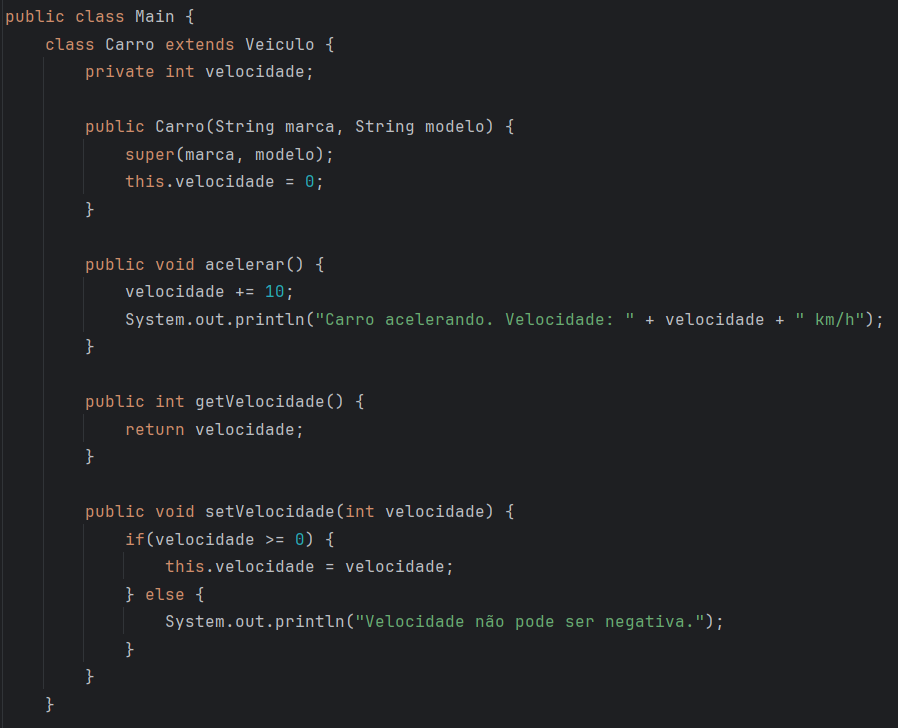 public class Main {
    class Carro extends Veiculo {
        private int velocidade;

        public Carro(String marca, String modelo) {
            super(marca, modelo);
            this.velocidade = 0;
        }

        public void acelerar() {
            velocidade += 10;
            System.out.println("Carro acelerando. Velocidade: " + velocidade + " km/h");
        }

        public int getVelocidade() {
            return velocidade;
        }

        public void setVelocidade(int velocidade) {
            if(velocidade >= 0) {
                this.velocidade = velocidade;
            } else {
                System.out.println("Velocidade não pode ser negativa.");
            }
        }
    }